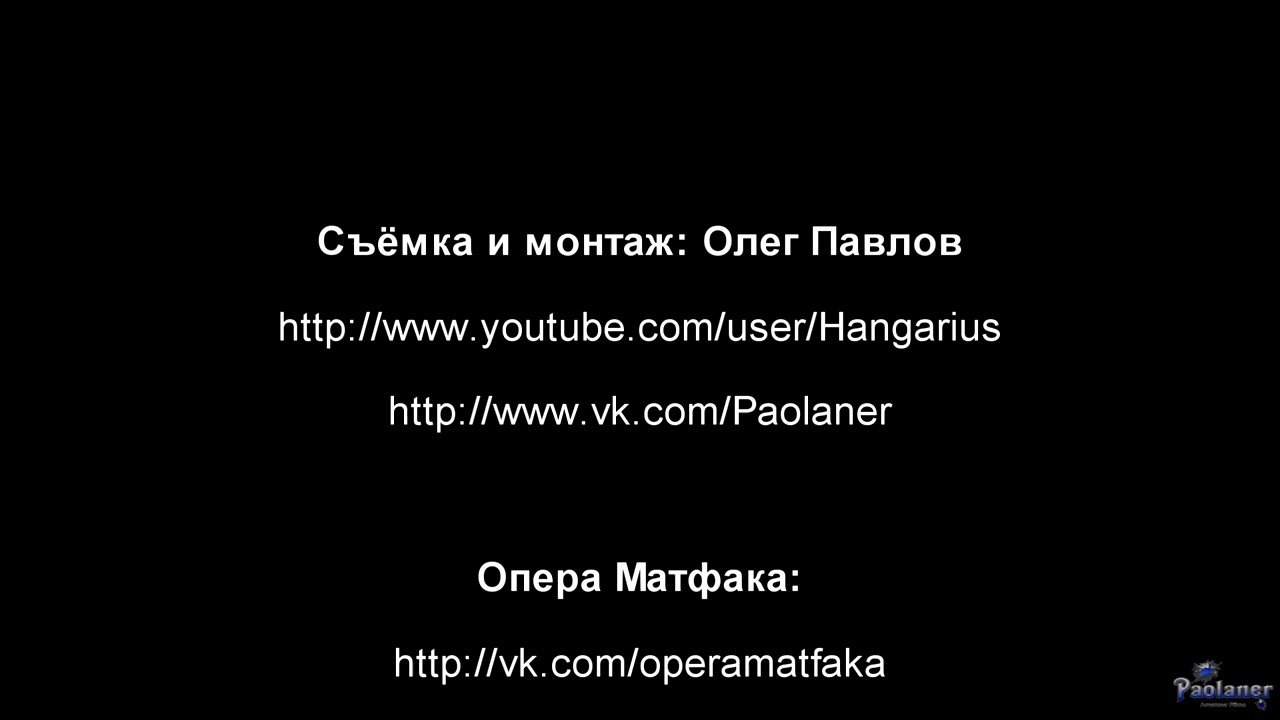 Съёмка и монтаж: Олег Павлов
http://www.youtube.com/user/Hangarius
http://www.vk.com/Paolaner
Опера Матфака:
http://vk.com/operamatfaka
Paolaner